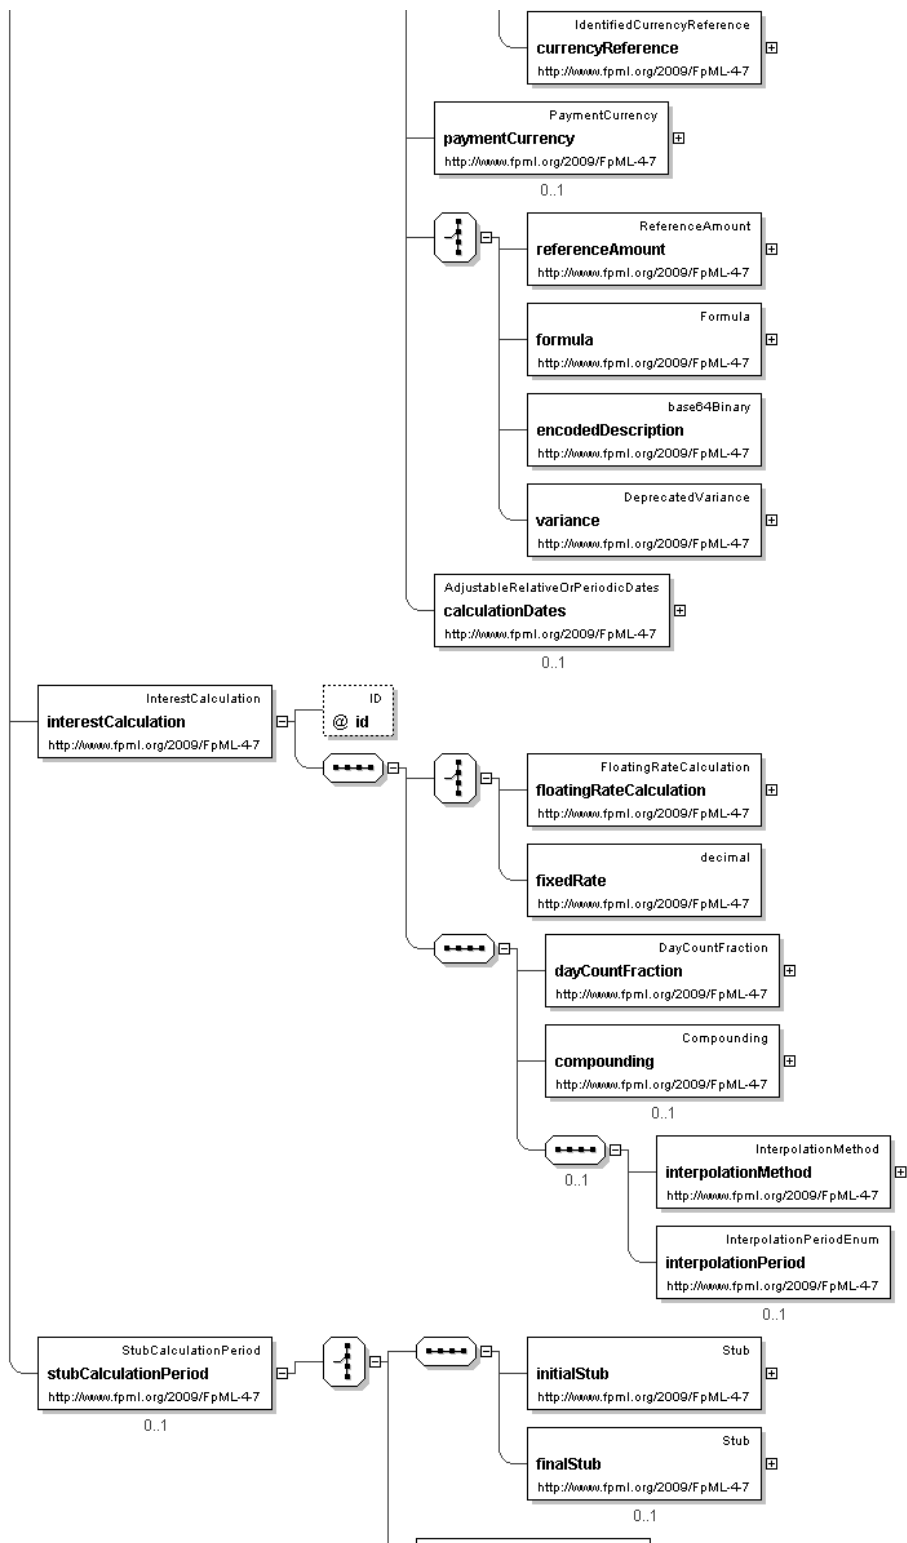 IdentifiedCurrencyReference
currencyReference
http://www.fpml.org/2009/FpML-4-7
PaymentCurrency
paymentCurrency
http://www.fpml.org/2009/FpML-4-7
0..1
ReferenceAmount
referenceAmount
http://www.fpml.org/2009/FpML-4-7
Formula
formula
http://www.fpml.org/2009/FpML-4-7
base64Binary
encodedDescription
http://www.fpml.org/2009/FpML-4-7
DeprecatedVariance
variance
http://www.fpml.org/2009/FpML-4-7
AdjustableRelativeOrPeriodicDates
calculationDates
http://www.fpml.org/2009/FpML-4-7
0..1
InterestCalculation
interestCalculation
http://www.fpml.org/2009/FpML-4-7
ID
@ id
FloatingRateCalculation
floatingRateCalculation
http://www.fpml.org/2009/FpML-4-7
decimal
fixedRate
http://www.fpml.org/2009/FpML-4-7
DayCountFraction
dayCountFraction
http://www.fpml.org/2009/FpML-4-7
Compounding
compounding
http://www.fpml.org/2009/FpML-4-7
0..1
0..1
InterpolationMethod
interpolationMethod
http://www.fpml.org/2009/FpML-4-7
InterpolationPeriodEnum
interpolationPeriod
http://www.fpml.org/2009/FpML-4-7
0..1
StubCalculationPeriod
stubCalculationPeriod
http://www.fpml.org/2009/FpML-4-7
0..1
Stub
initialStub
http://www.fpml.org/2009/FpML-4-7
Stub
finalStub
http://www.fpml.org/2009/FpML-4-7
0..1